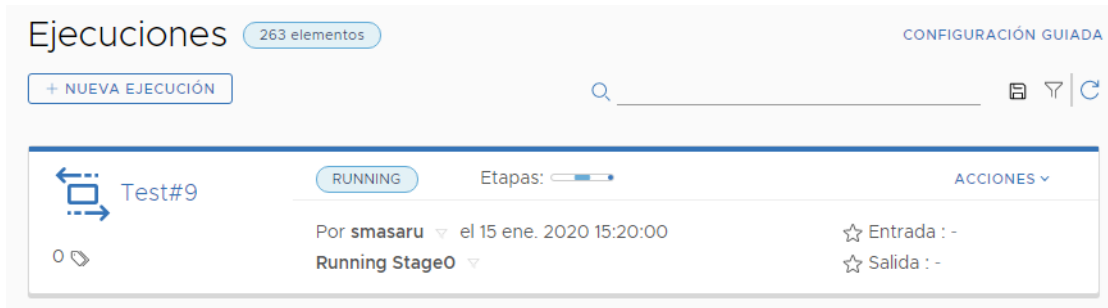 Ejecuciones 263 elementos CONFIGURACIÓN GUIADA
+ NUEVA EJECUCIÓN
Test#9 RUNNING Etapas: ACCIONES
Por smasaru el 15 ene. 2020 15:20:00 Entrada : -
0 Running Stage0 Salida : -